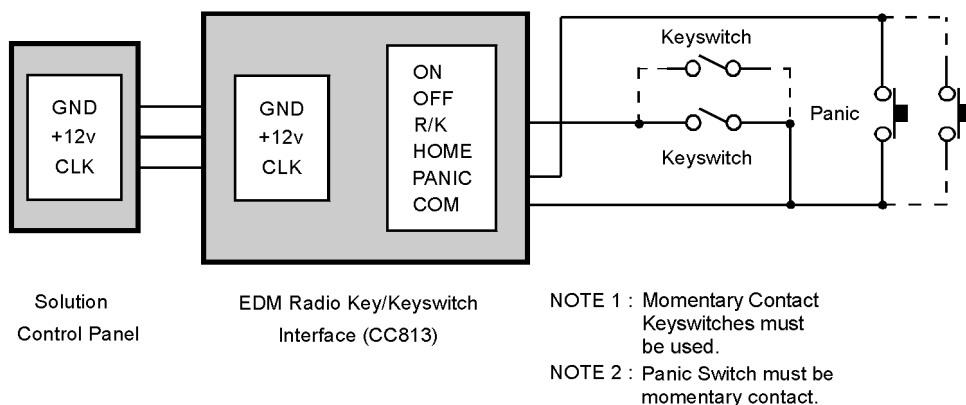 GND
+12v
CLK
GND
+12v
CLK
ON
OFF
R/K
HOME
PANIC
COM
Keyswitch
Keyswitch
Panic
Solution
Control Panel
EDM Radio Key/Keyswitch
Interface (CC813)
NOTE 1 : Momentary Contact
Keyswitches must
be used.
NOTE 2 : Panic Switch must be
momentary contact.